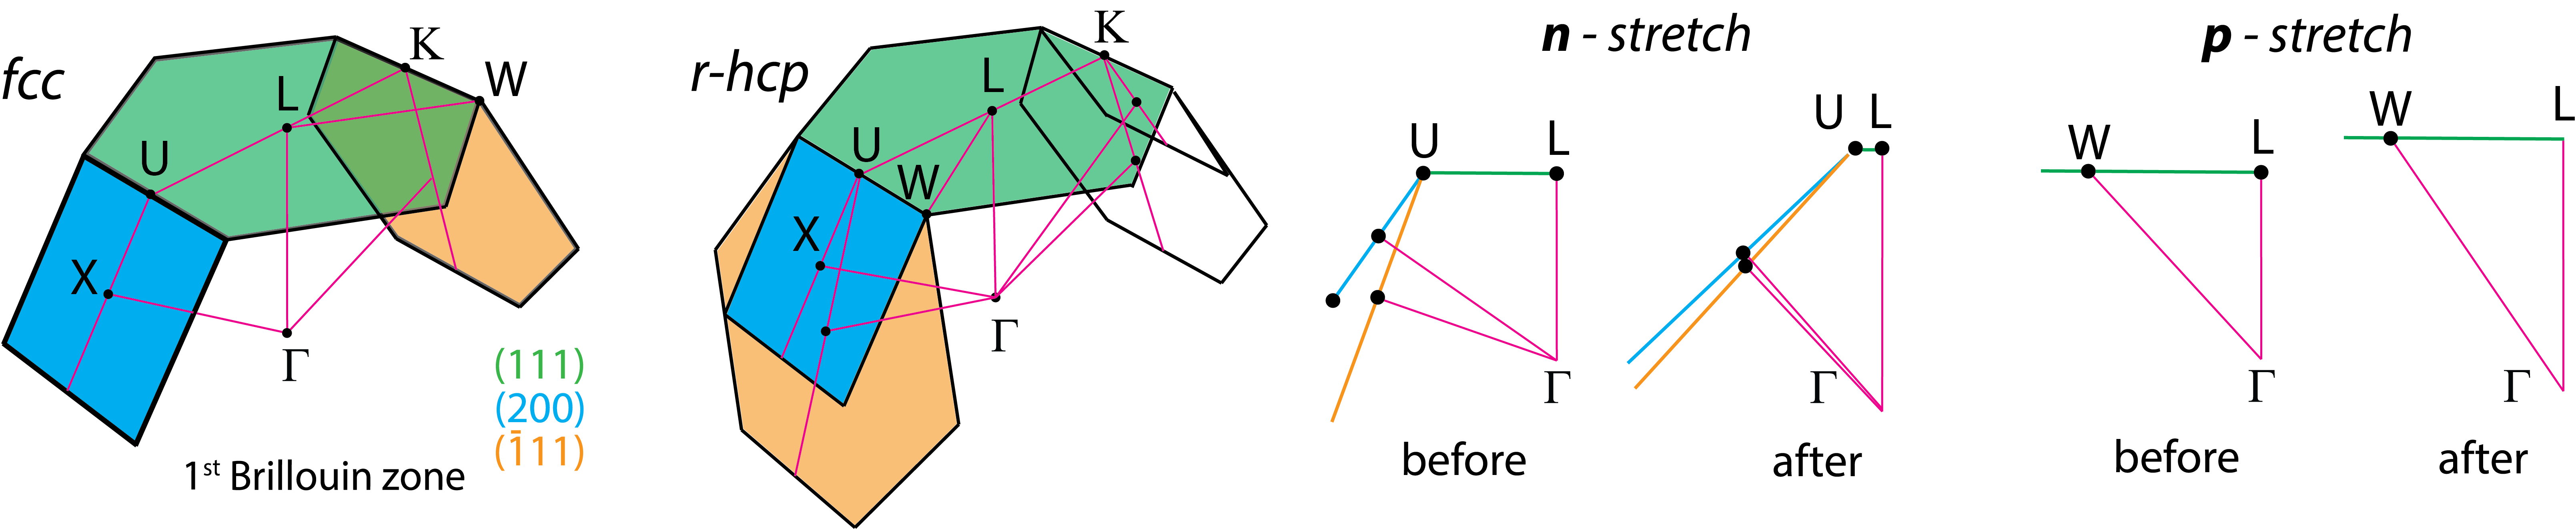 fcc
K
W
L
U
X
Γ
(111)
(200)
(1̄11)
1st Brillouin zone
r-hcp
K
L
U
W
X
Γ
n - stretch
U
L
Γ
before
U L
Γ
after
p - stretch
W
L
Γ
before
W
L
Γ
after